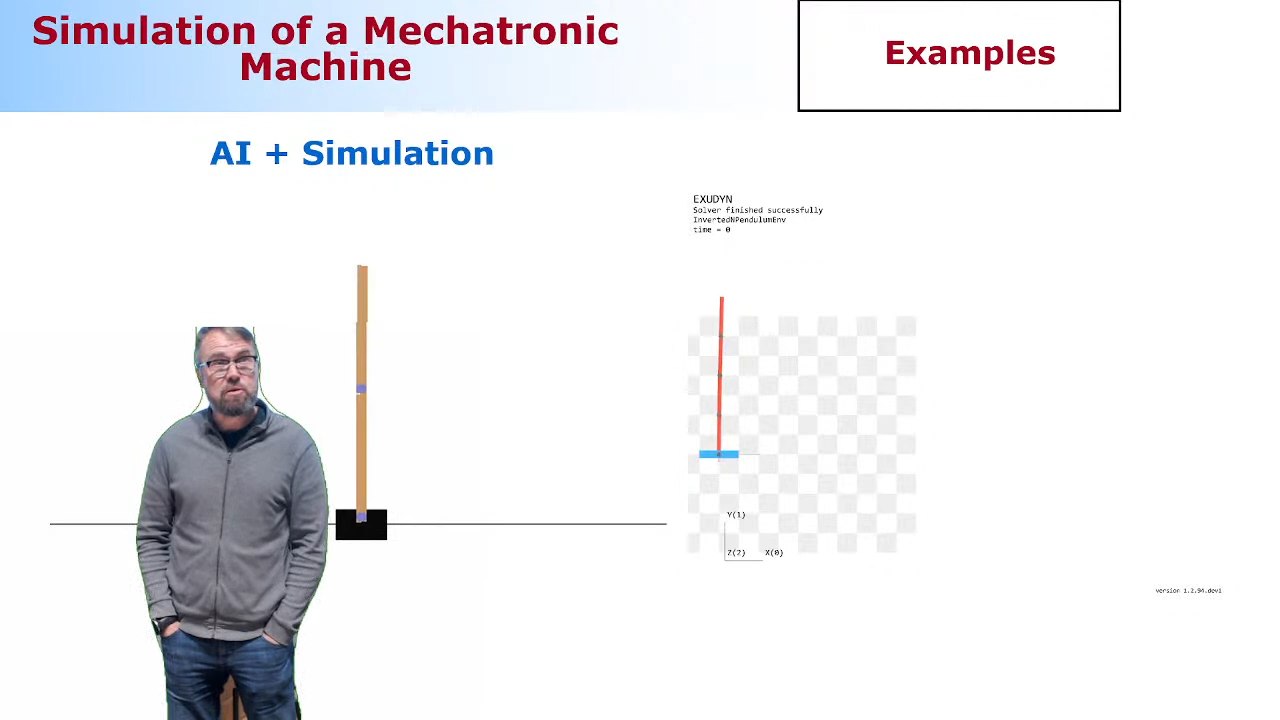 Simulation of a Mechatronic
Machine
Examples
AI + Simulation
EXUDYN
Solver finished successfully
InvertedNPendulumEnv
time = 0
Y(1)
Z(2) X(0)
version 1.2.94.dev1